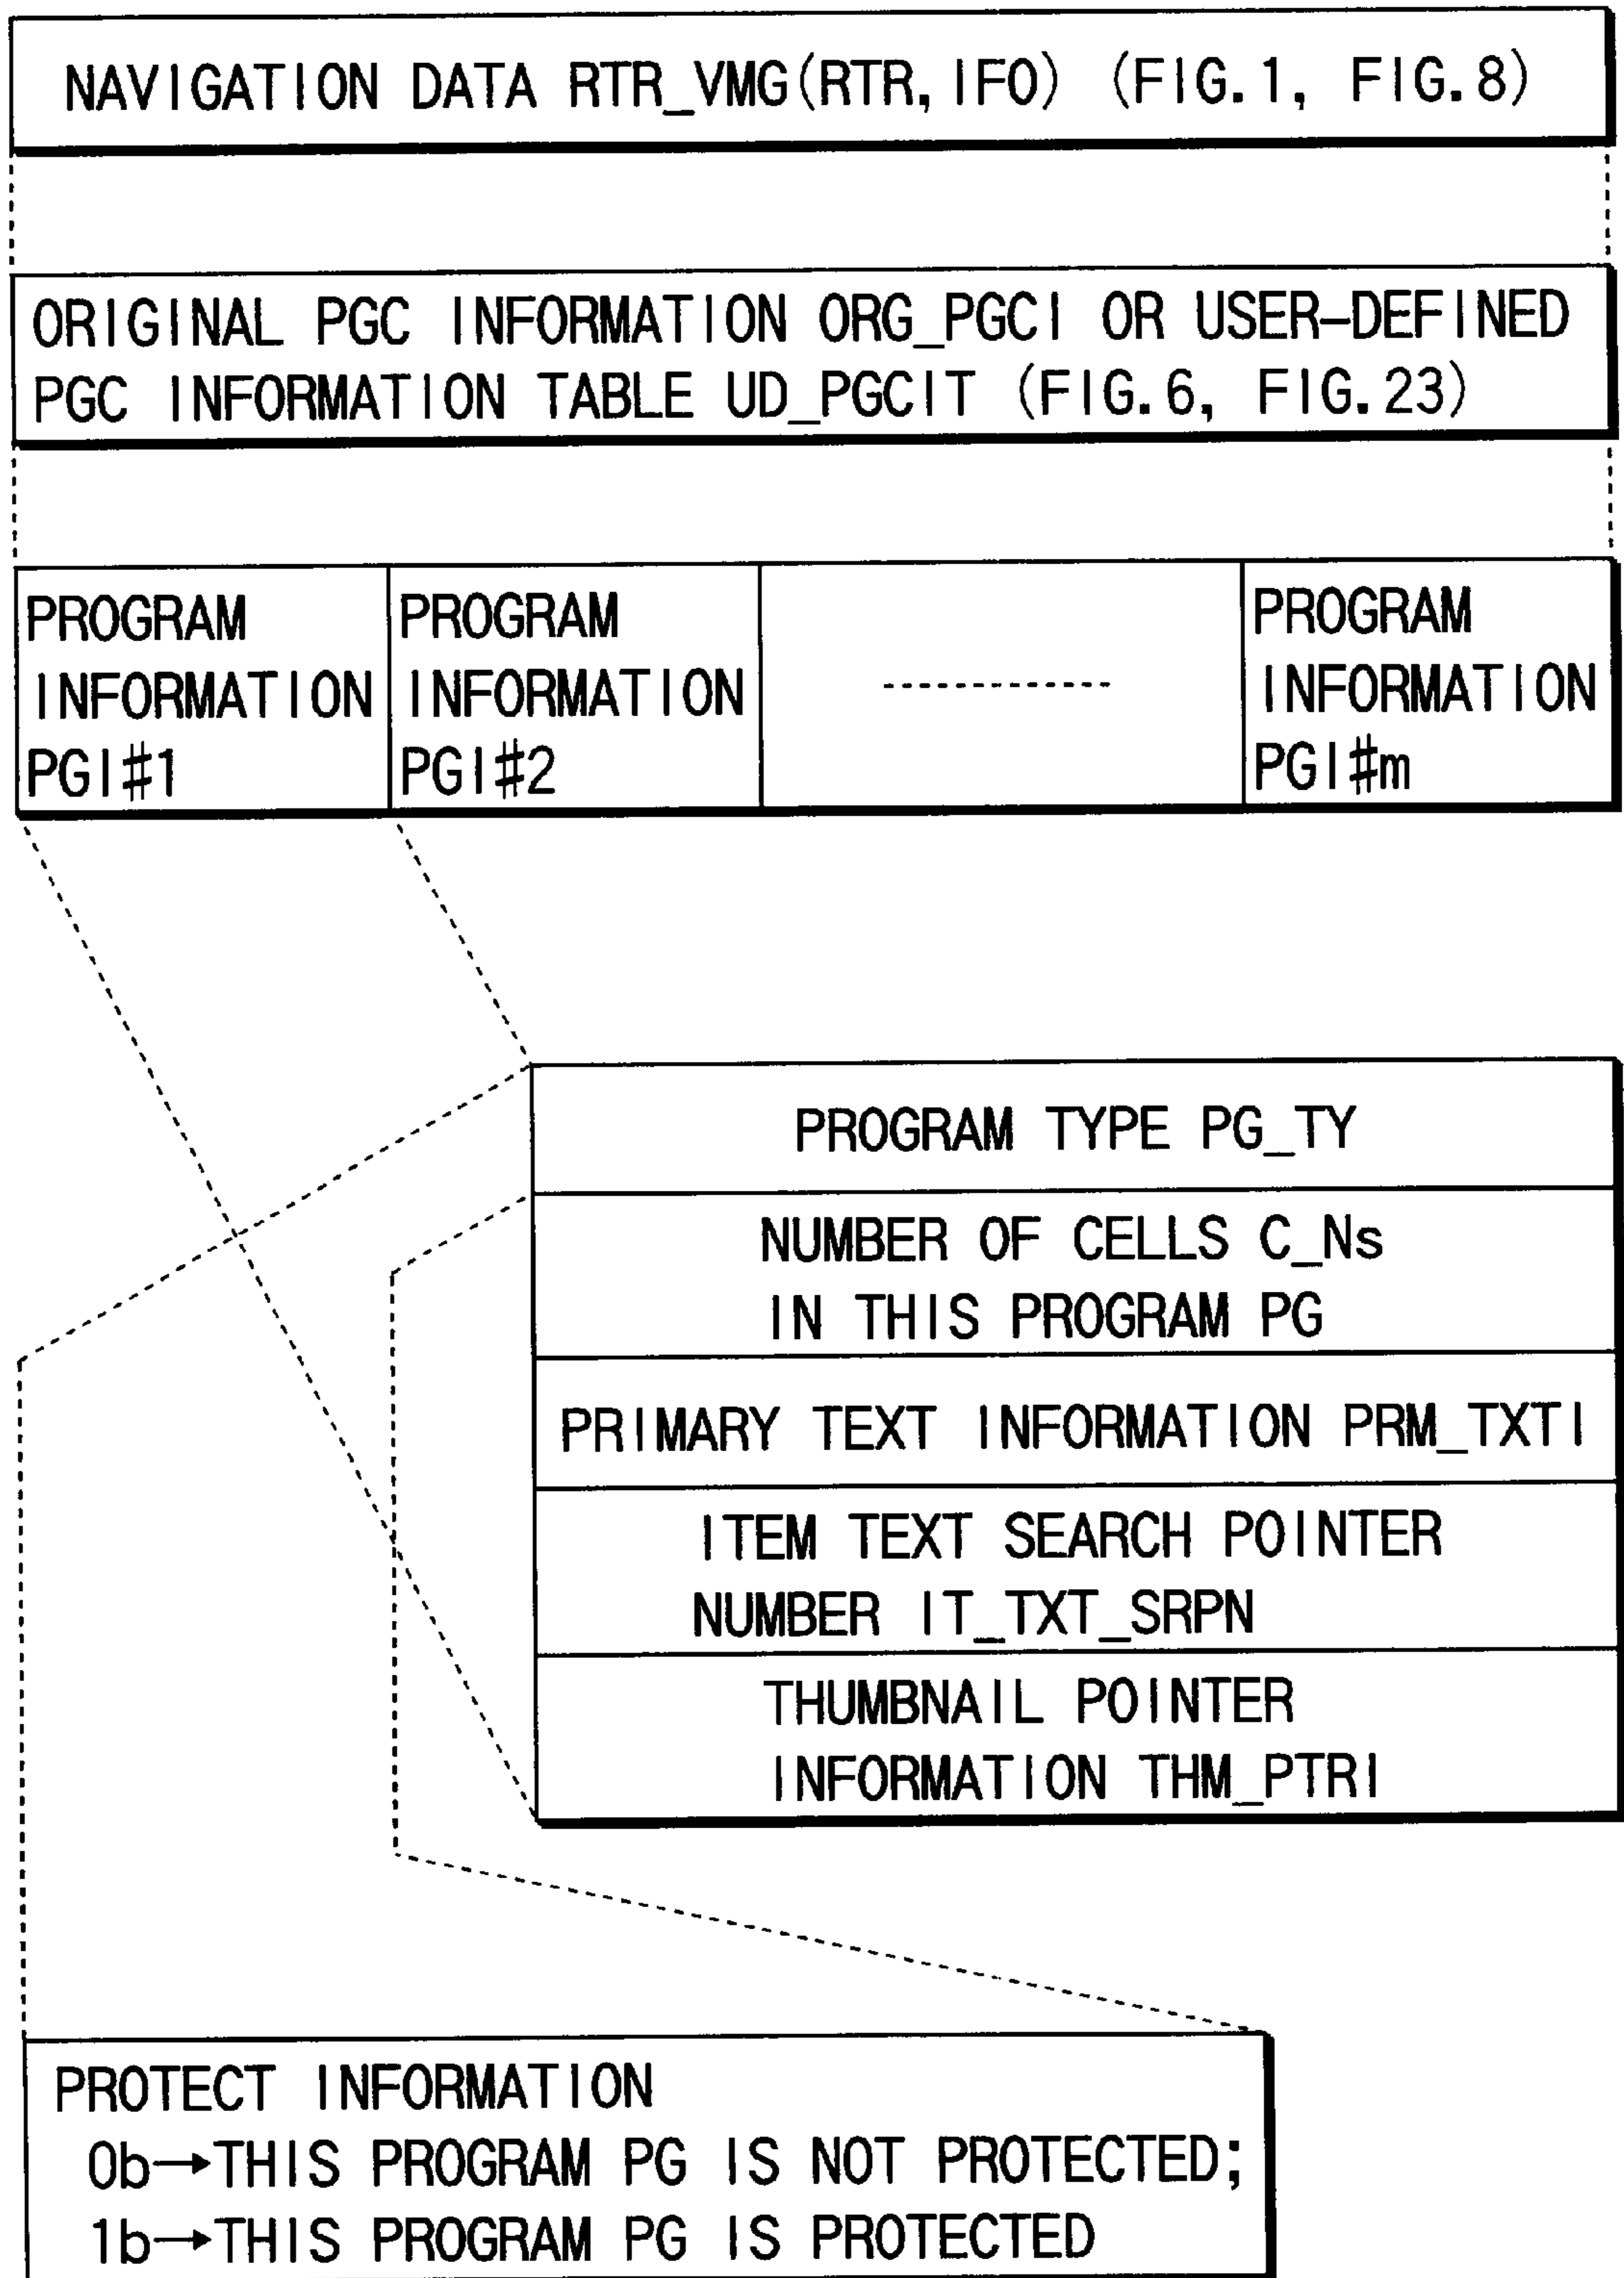 NAVIGATION DATA RTR_VMG(RTR, IFO) (FIG.1, FIG.8)
ORIGINAL PGC INFORMATION ORG_PGCI OR USER-DEFINED
PGC INFORMATION TABLE UD_PGCIT (FIG.6, FIG.23)
PROGRAM
INFORMATION
PGI#1
PROGRAM
INFORMATION
PGI#2
PROGRAM
INFORMATION
PGI#m
PROGRAM TYPE PG_TY
NUMBER OF CELLS C_Ns
IN THIS PROGRAM PG
PRIMARY TEXT INFORMATION PRM_TXTI
ITEM TEXT SEARCH POINTER
NUMBER IT_TXT_SRPN
THUMBNAIL POINTER
INFORMATION THM_PTRI
PROTECT INFORMATION
0b→THIS PROGRAM PG IS NOT PROTECTED;
1b→THIS PROGRAM PG IS PROTECTED